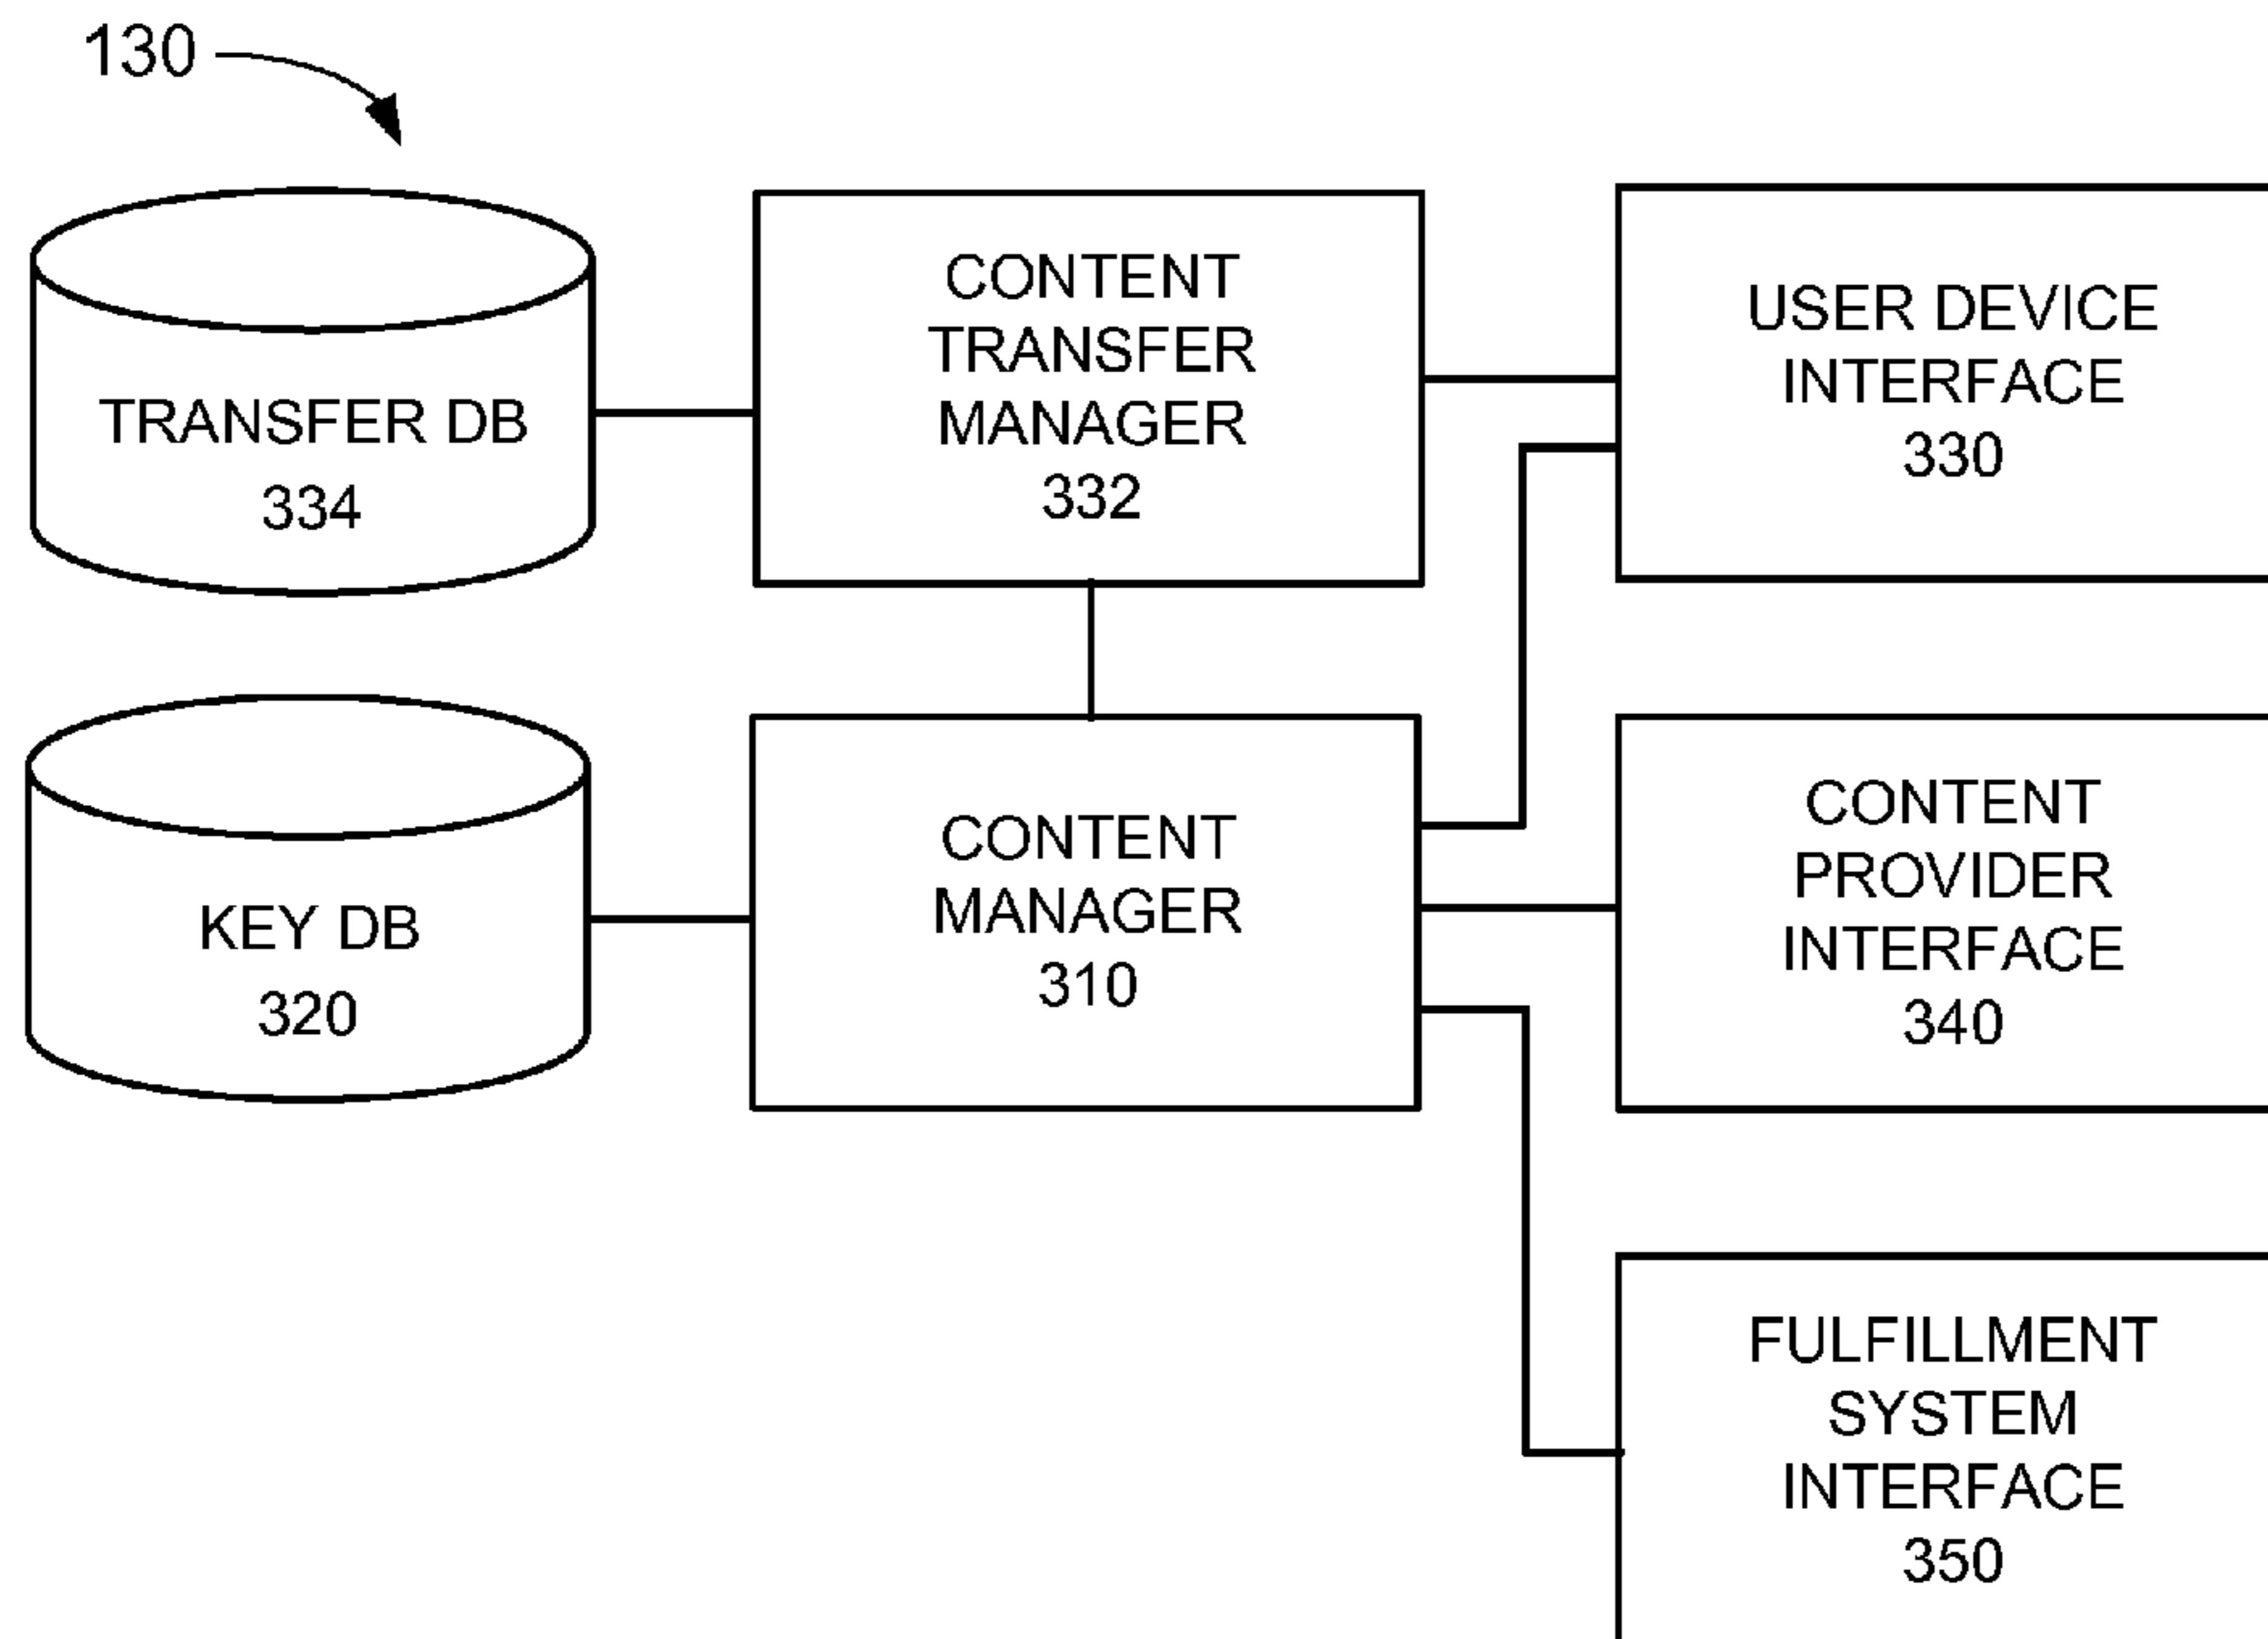 130
TRANSFER DB
334
CONTENT
TRANSFER
MANAGER
332
USER DEVICE
INTERFACE
330
KEY DB
320
CONTENT
MANAGER
310
CONTENT
PROVIDER
INTERFACE
340
FULFILLMENT
SYSTEM
INTERFACE
350